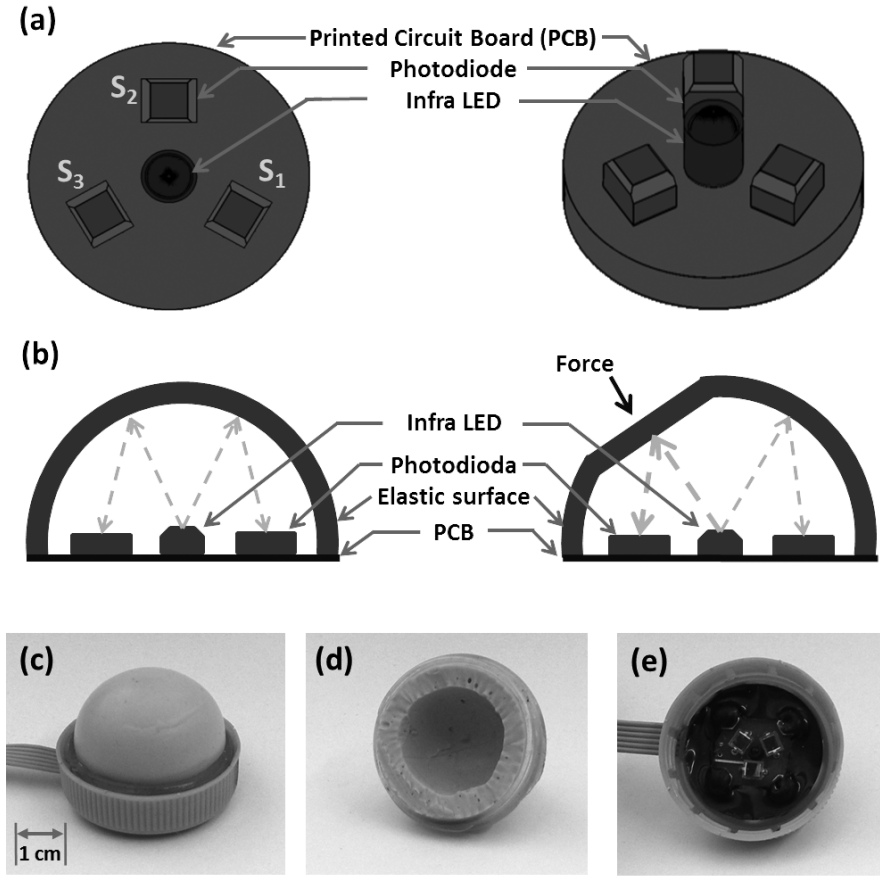 (a)
Printed Circuit Board (PCB)
Photodiode
Infra LED
S₂
S₃
S₁
(b)
Force
Infra LED
Photodioda
Elastic surface
PCB
(c)
(d)
(e)
1 cm